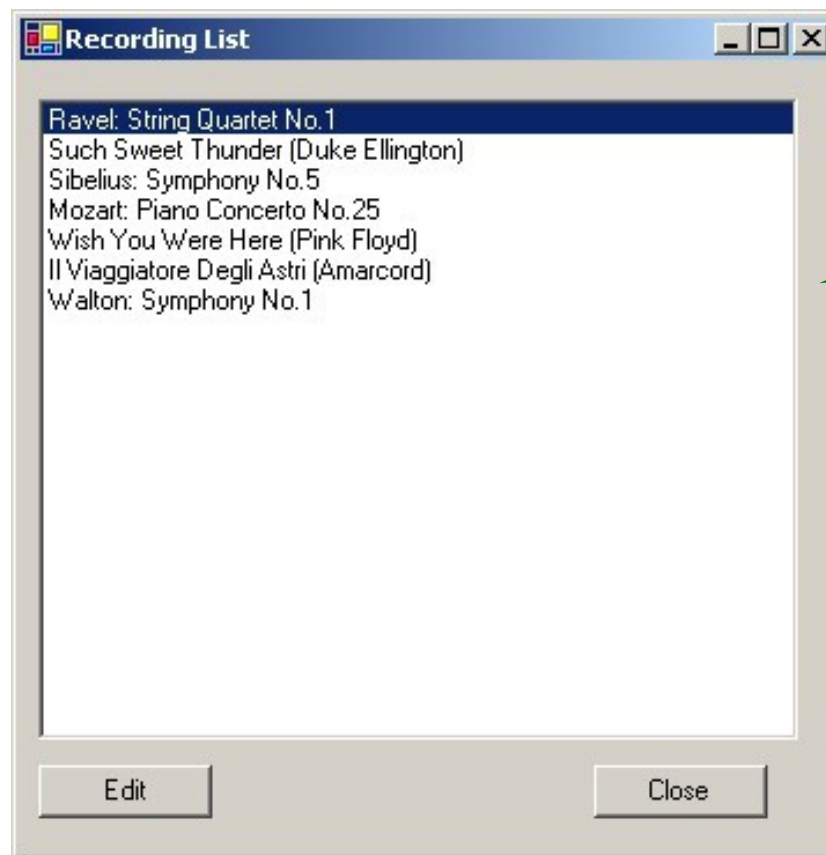 Recording List
Ravel: String Quartet No.1
Such Sweet Thunder (Duke Ellington)
Sibelius: Symphony No.5
Mozart: Piano Concerto No.25
Wish You Were Here (Pink Floyd)
Il Viaggiatore Degli Astri (Amarcord)
Walton: Symphony No.1
Edit
Close